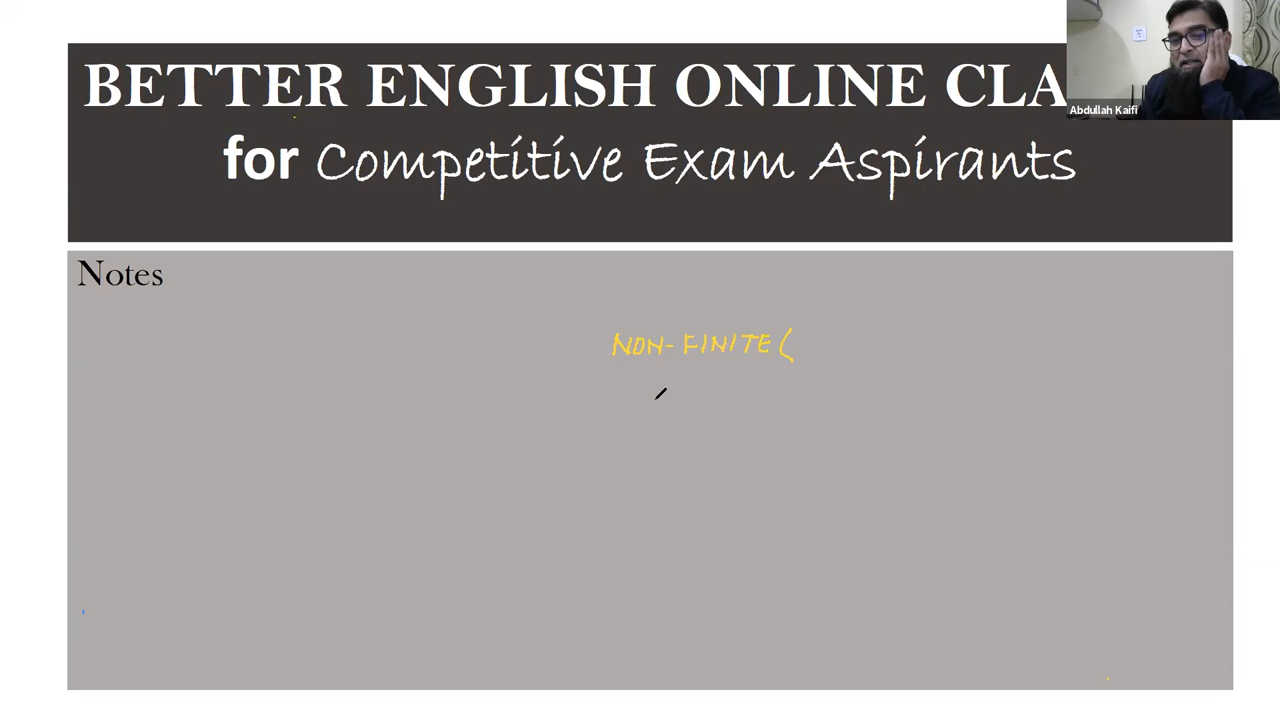 BETTER ENGLISH ONLINE CLA
for Competitive Exam Aspirants
Abdullah Kaifi
Notes
NON-FINITE (